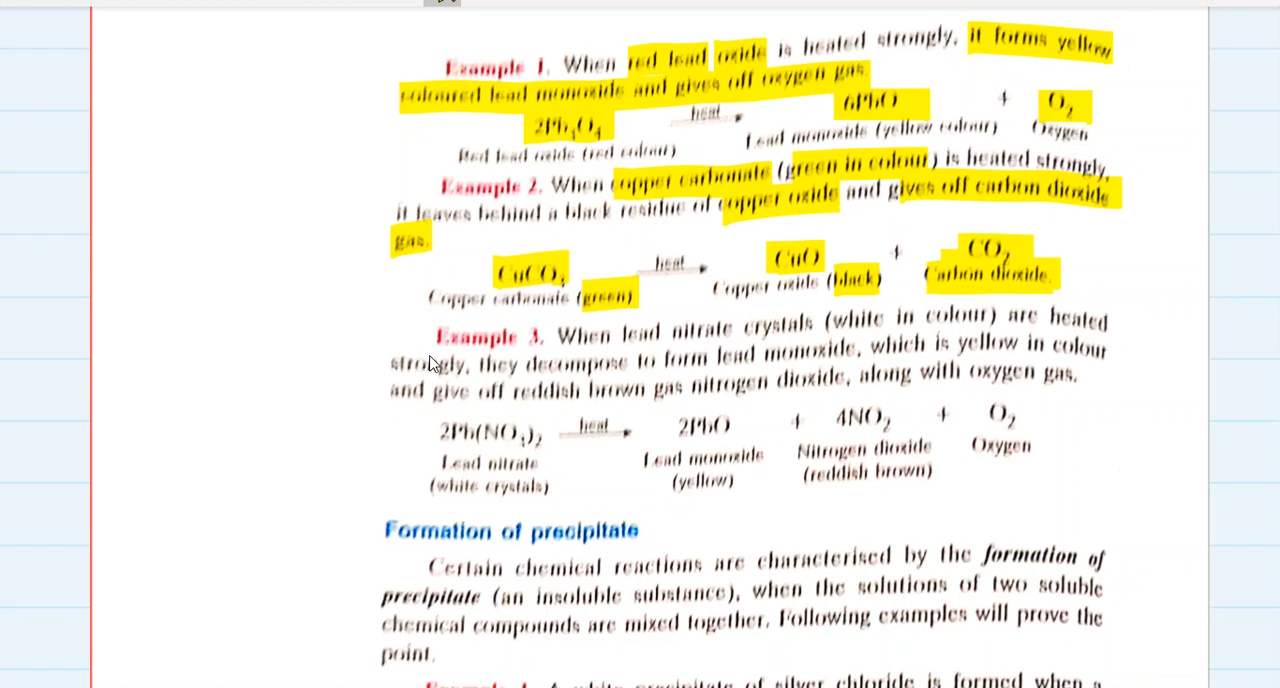 Example 1. When red lead oxide is heated strongly, it forms yellow
coloured lead monoxide and gives off oxygen gas.
2Pb₃O₄ heat → 6PbO + O₂
Red lead oxide (red colour) Lead monoxide (yellow colour) Oxygen
Example 2. When copper carbonate (green in colour) is heated strongly,
it leaves behind a black residue of copper oxide and gives off carbon dioxide
gas.
CuCO₃ heat → CuO + CO₂
Copper carbonate (green) Copper oxide (black) Carbon dioxide.
Example 3. When lead nitrate crystals (white in colour) are heated
strongly, they decompose to form lead monoxide, which is yellow in colour
and give off reddish brown gas nitrogen dioxide, along with oxygen gas.
2Pb(NO₃)₂ heat → 2PbO + 4NO₂ + O₂
Lead nitrate Lead monoxide Nitrogen dioxide Oxygen
(white crystals) (yellow) (reddish brown)
Formation of precipitate
Certain chemical reactions are characterised by the formation of
precipitate (an insoluble substance), when the solutions of two soluble
chemical compounds are mixed together. Following examples will prove the
point.
A white precipitate of silver chloride is formed when a